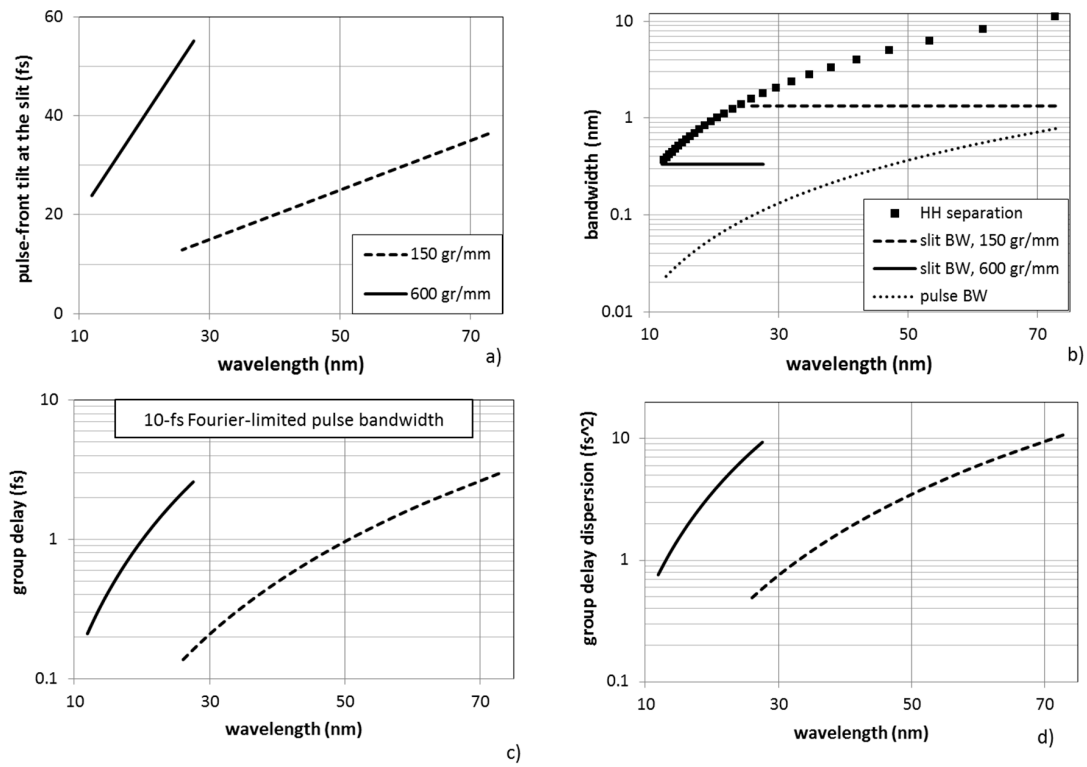 pulse-front tilt at the slit (fs)
60
40
20
0
10
30
50
70
150 gr/mm
600 gr/mm
wavelength (nm)
a)
bandwidth (nm)
10
1
0.1
0.01
10
30
50
70
HH separation
slit BW, 150 gr/mm
slit BW, 600 gr/mm
pulse BW
wavelength (nm)
b)
group delay (fs)
10
1
0.1
10
30
50
70
10-fs Fourier-limited pulse bandwidth
wavelength (nm)
c)
group delay dispersion (fs^2)
10
1
0.1
10
30
50
70
wavelength (nm)
d)